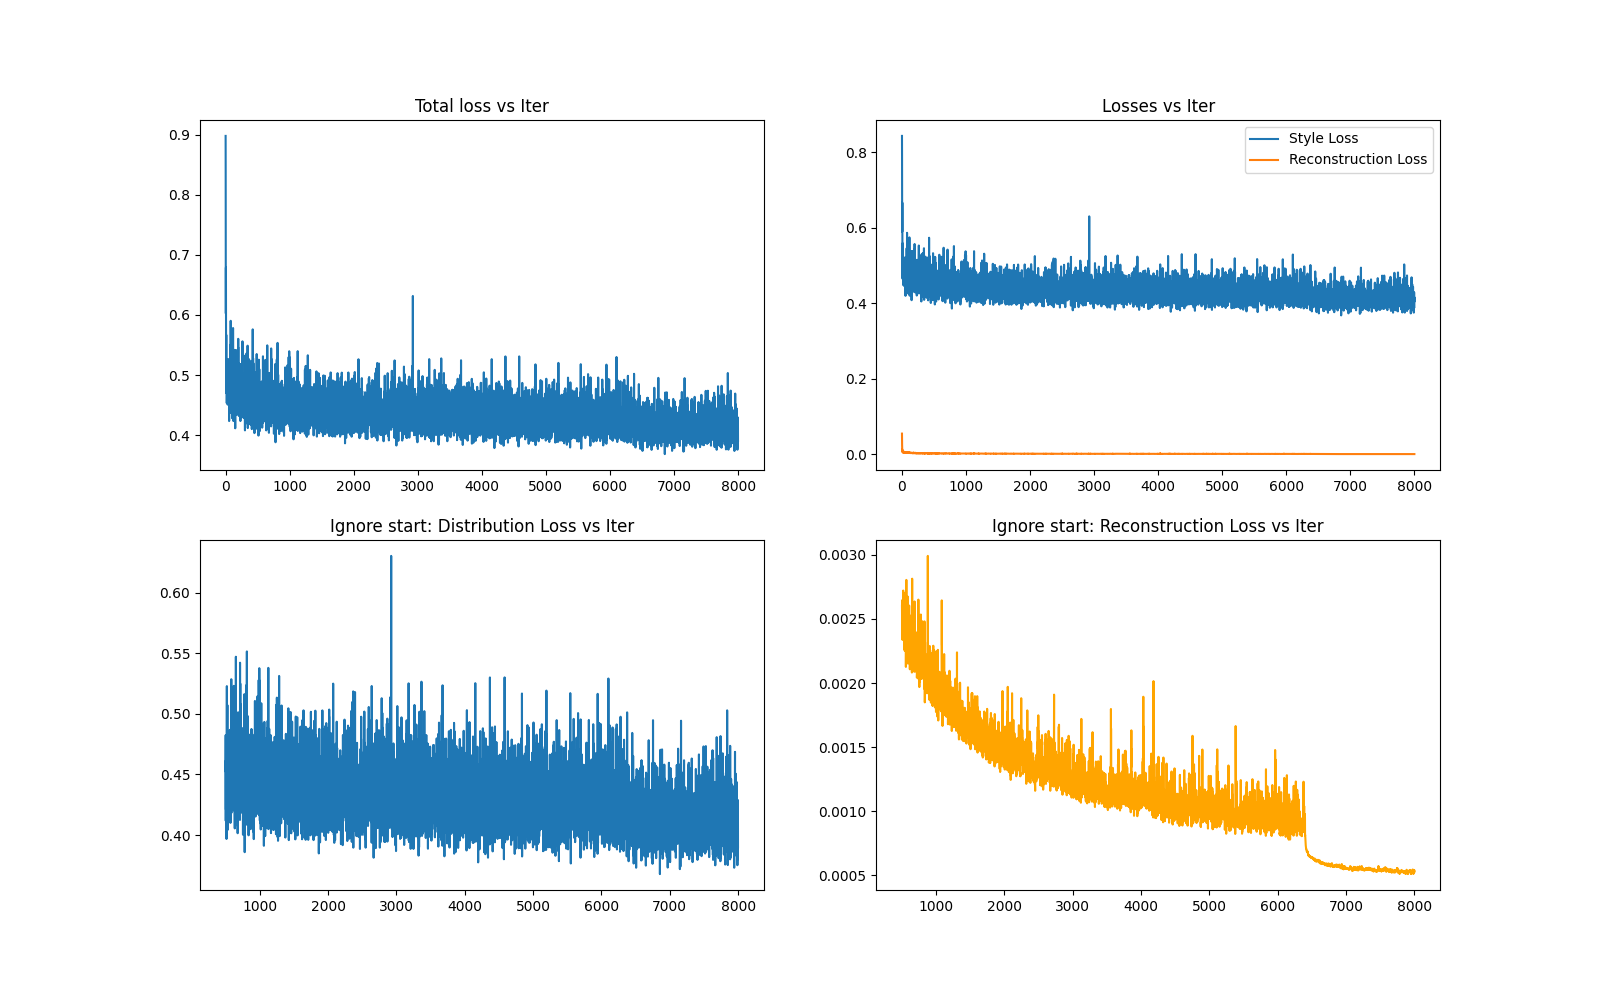 Total loss vs Iter
0.9
0.8
0.7
0.6
0.5
0.4
0 1000 2000 3000 4000 5000 6000 7000 8000
Losses vs Iter
Style Loss
Reconstruction Loss
0.8
0.6
0.4
0.2
0.0
0 1000 2000 3000 4000 5000 6000 7000 8000
Ignore start: Distribution Loss vs Iter
0.60
0.55
0.50
0.45
0.40
1000 2000 3000 4000 5000 6000 7000 8000
Ignore start: Reconstruction Loss vs Iter
0.0030
0.0025
0.0020
0.0015
0.0010
0.0005
1000 2000 3000 4000 5000 6000 7000 8000